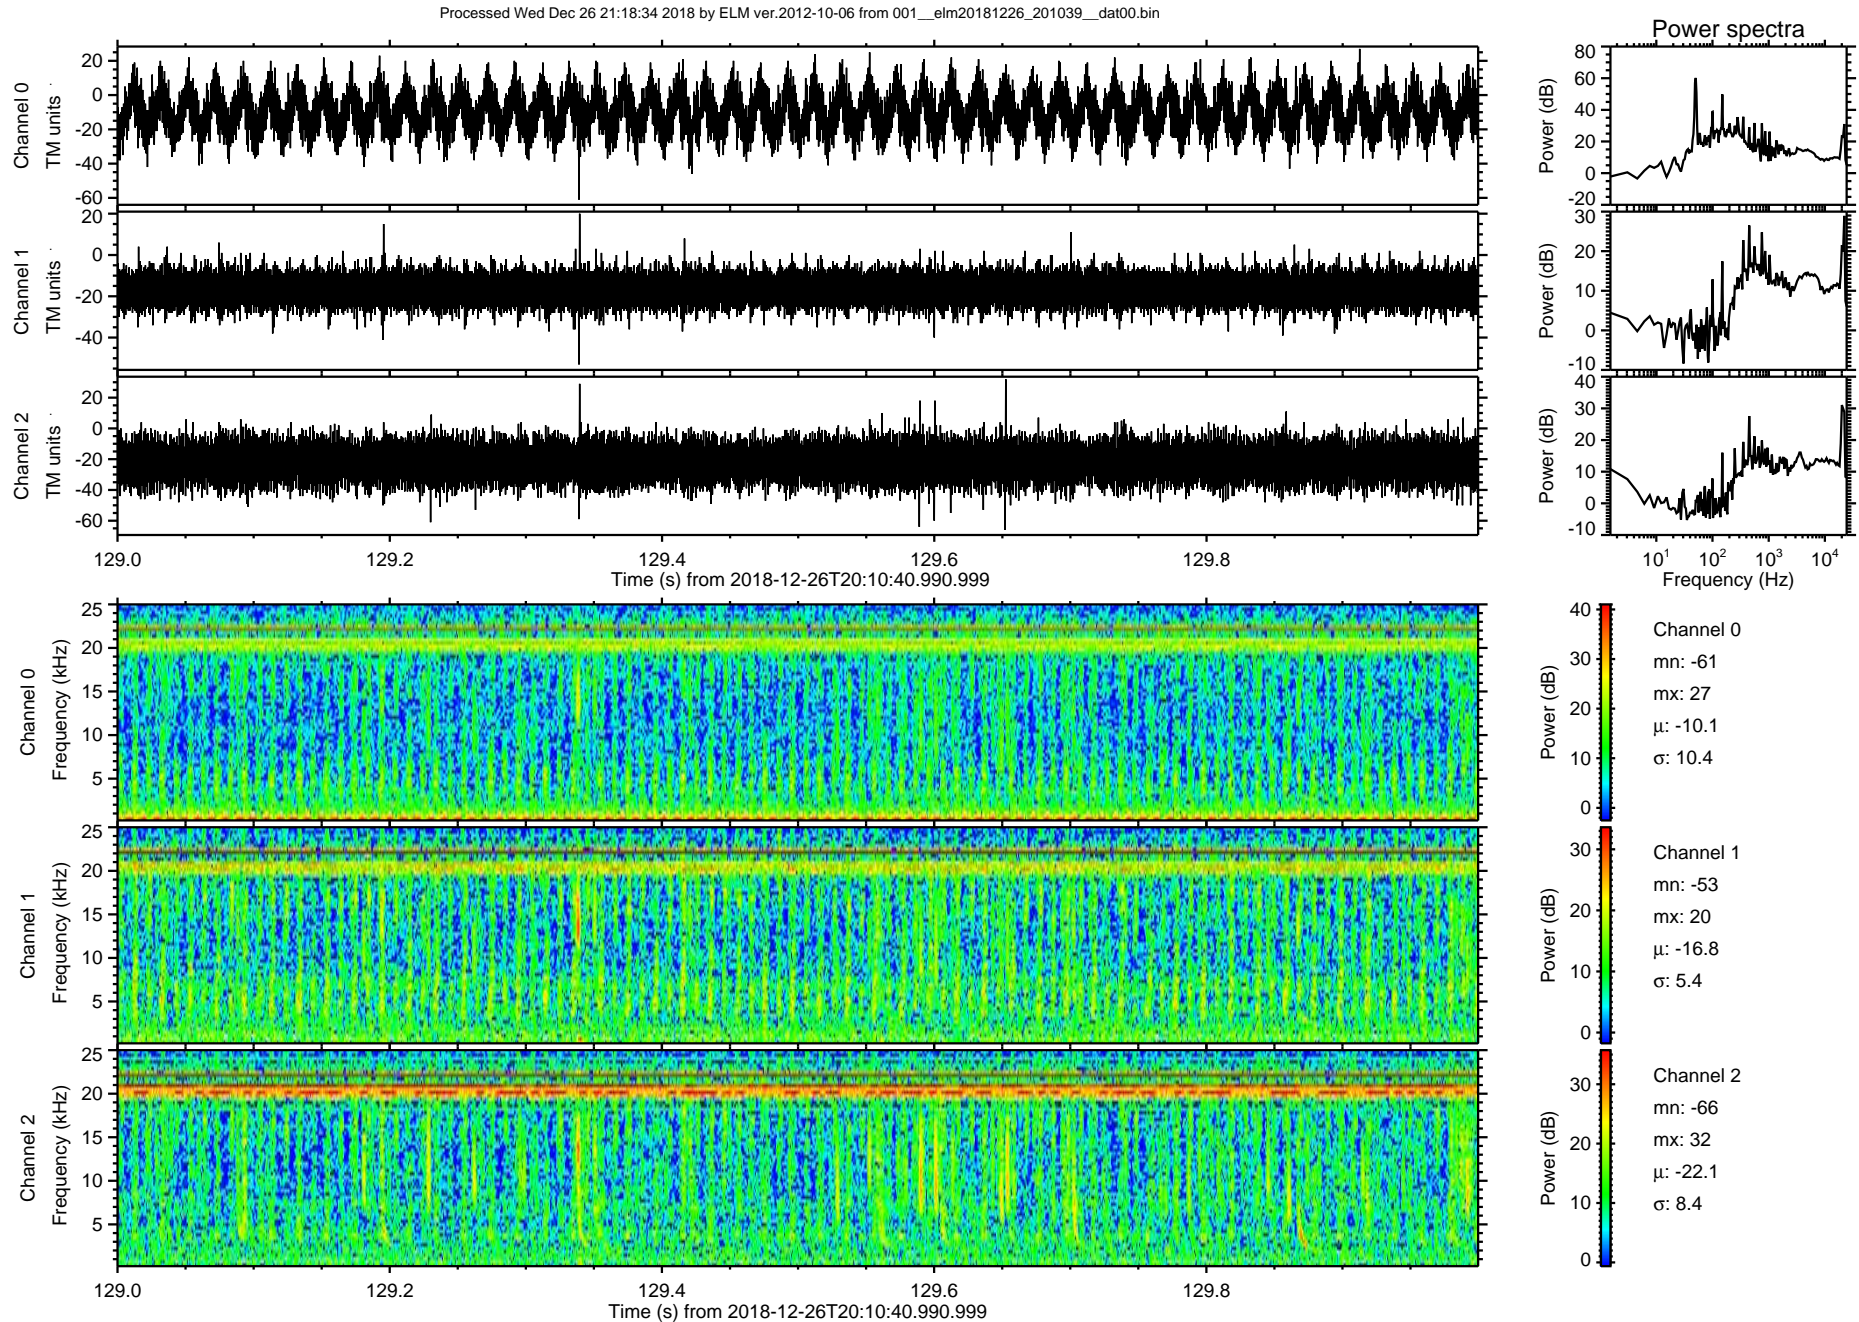 Processed Wed Dec 26 21:18:34 2018 by ELM ver.2012-10-06 from 001__elm20181226_201039__dat00.bin
Power spectra
Channel 0
TM units
20
0
-20
-40
-60
Power (dB)
80
60
40
20
0
-20
Channel 1
TM units
20
0
-20
-40
Power (dB)
30
20
10
0
-10
Channel 2
TM units
20
0
-20
-40
-60
Power (dB)
40
30
20
10
0
-10
129.0 129.2 129.4 129.6 129.8
Time (s) from 2018-12-26T20:10:40.990.999
10¹ 10² 10³ 10⁴
Frequency (Hz)
Channel 0
Frequency (kHz)
25
20
15
10
5
Power (dB)
40
30
20
10
0
Channel 0
mn: -61
mx: 27
μ: -10.1
σ: 10.4
Channel 1
Frequency (kHz)
25
20
15
10
5
Power (dB)
30
20
10
0
Channel 1
mn: -53
mx: 20
μ: -16.8
σ: 5.4
Channel 2
Frequency (kHz)
25
20
15
10
5
Power (dB)
30
20
10
0
Channel 2
mn: -66
mx: 32
μ: -22.1
σ: 8.4
129.0 129.2 129.4 129.6 129.8
Time (s) from 2018-12-26T20:10:40.990.999